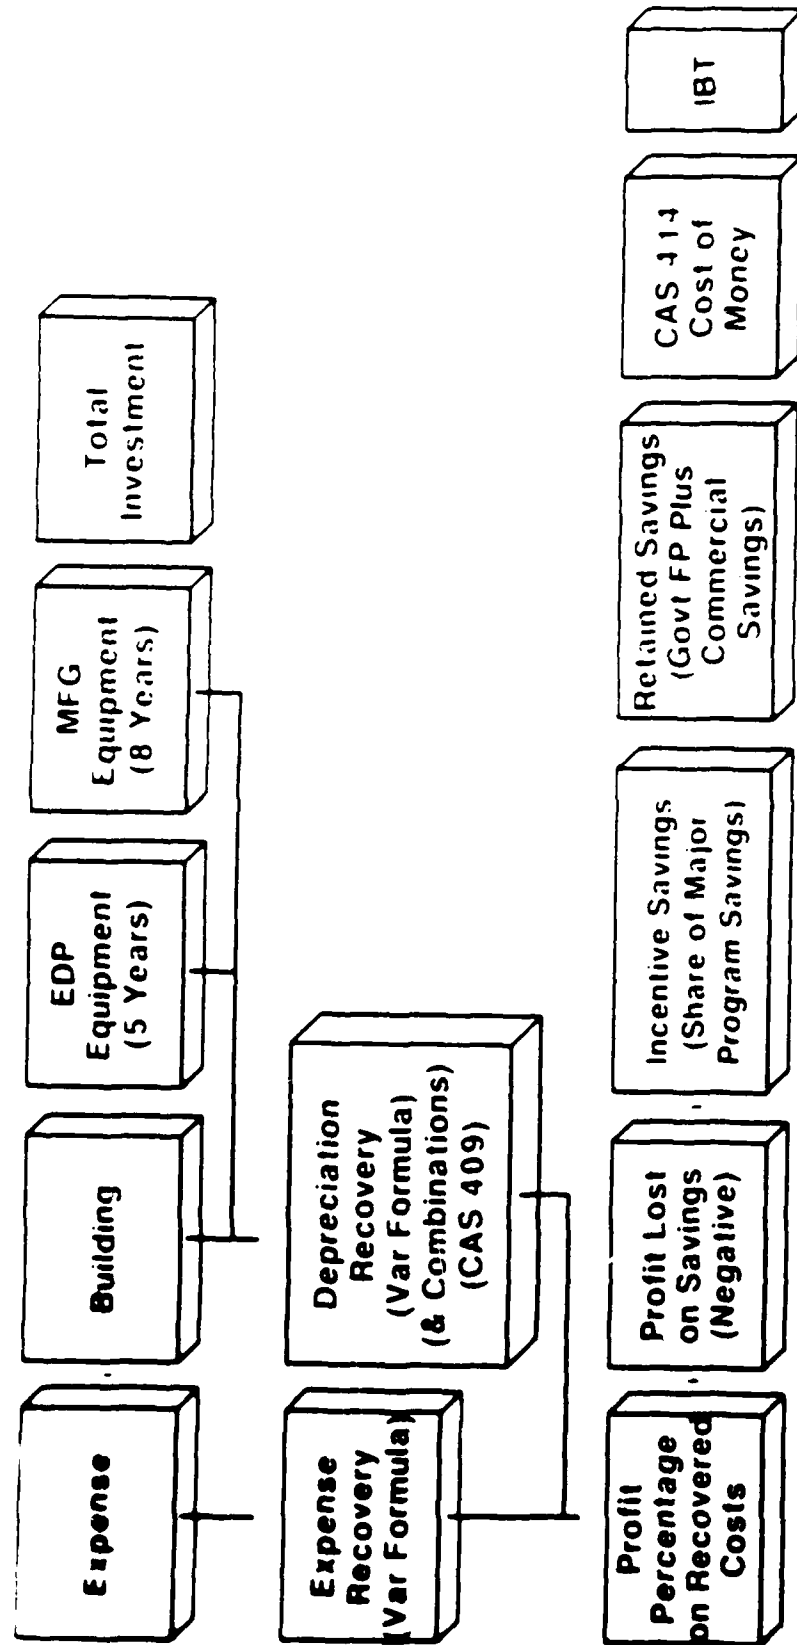 Expense
Building
EDP
Equipment
(5 Years)
MFG
Equipment
(8 Years)
Total
Investment
Expense
Recovery
(Var Formula)
Depreciation
Recovery
(Var Formula)
(& Combinations)
(CAS 409)
Profit
Percentage
on Recovered
Costs
Profit Lost
on Savings
(Negative)
Incentive Savings
(Share of Major
Program Savings)
Retained Savings
(Govt FP Plus
Commercial
Savings)
CAS 414
Cost of
Money
IBT